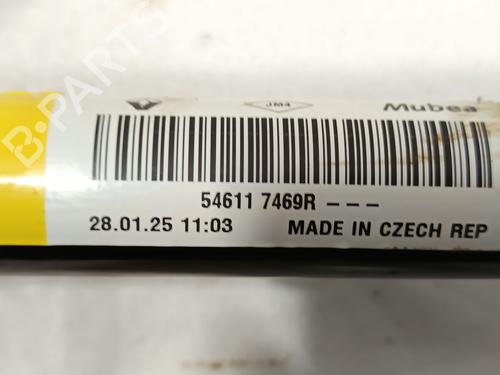 B-PARTS
JM4
Mubea
54611 7469R ---
28.01.25 11:03
MADE IN CZECH REP